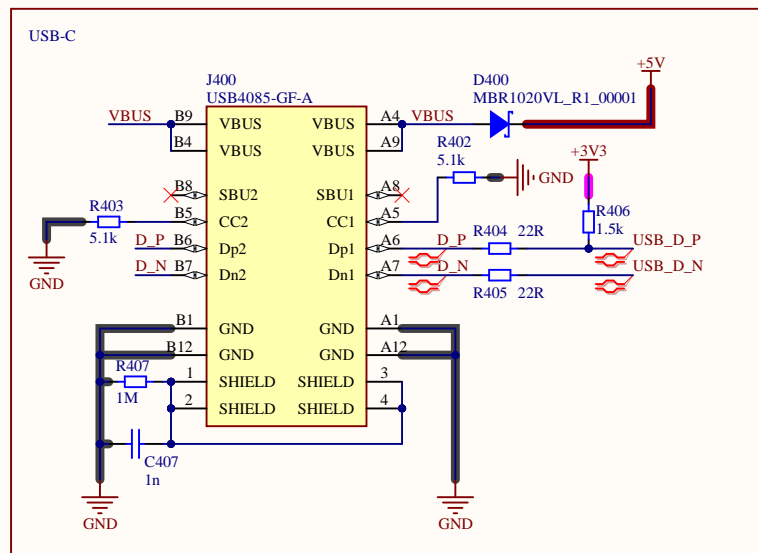 USB-C
J400
USB4085-GF-A
D400
MBR1020VL_R1_00001
+5V
VBUS B9 VBUS VBUS A4 VBUS
B4 VBUS VBUS A9
R402
5.1k
+3V3
GND
B8 SBU2 SBU1 A8
R403
5.1k
B5 CC2 CC1 A5
R406
1.5k
D_P B6 Dp2 Dp1 A6 D_P R404 22R USB_D_P
D_N B7 Dn2 Dn1 A7 D_N R405 22R USB_D_N
GND
B1 GND GND A1
B12 GND GND A12
R407
1M
1 SHIELD SHIELD 3
2 SHIELD SHIELD 4
C407
1n
GND
GND